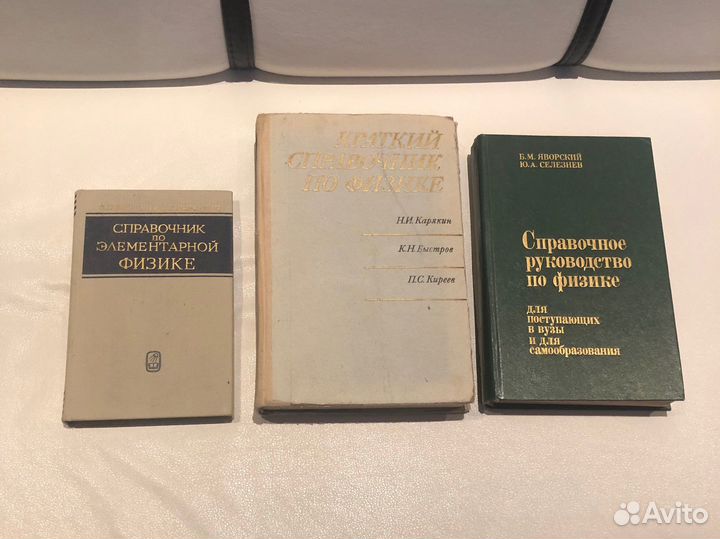 СПРАВОЧНИК
ПО
ЭЛЕМЕНТАРНОЙ
ФИЗИКЕ
КРАТКИЙ
СПРАВОЧНИК
ПО ФИЗИКЕ
Н.И. Карякин
К.Н. Быстров
П.С. Киреев
Б.М. ЯВОРСКИЙ
Ю.А. СЕЛЕЗНЕВ
Справочное
руководство
по физике
для
поступающих
в вузы
и для
самообразования
Avito